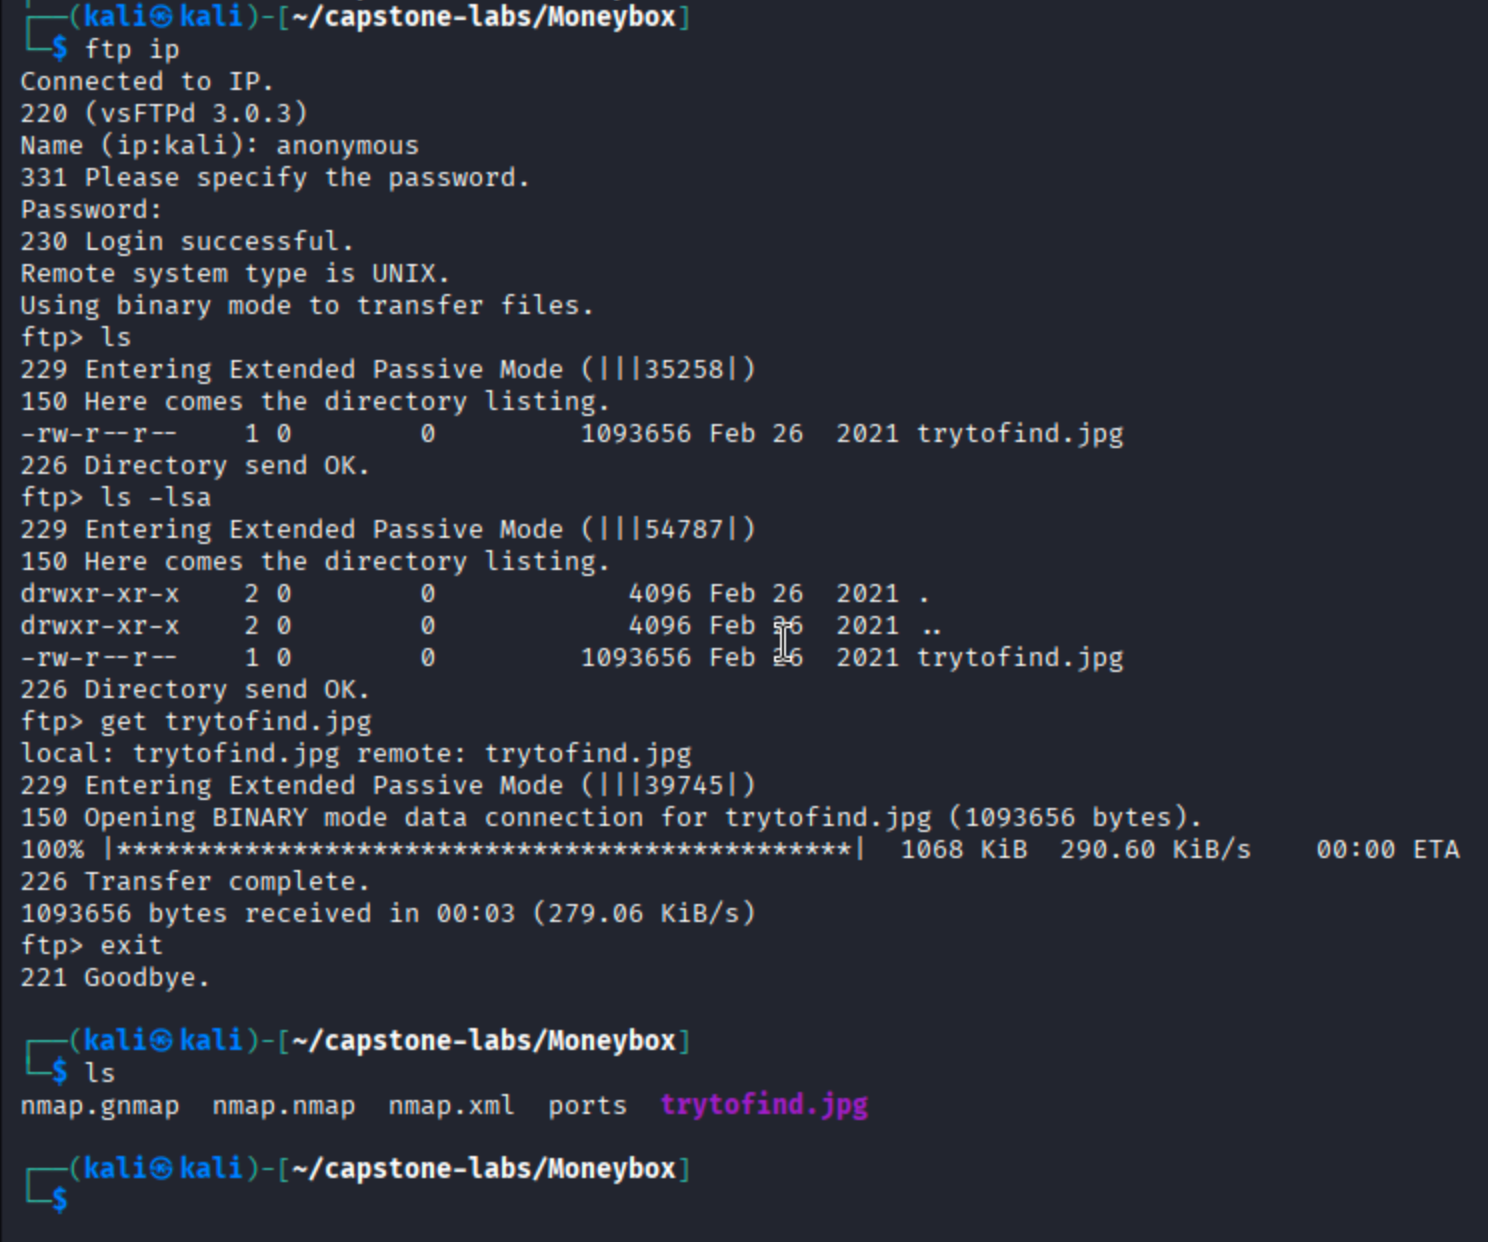 ┌──(kali㉿kali)-[~/capstone-labs/Moneybox]
└─$ ftp ip
Connected to IP.
220 (vsFTPd 3.0.3)
Name (ip:kali): anonymous
331 Please specify the password.
Password:
230 Login successful.
Remote system type is UNIX.
Using binary mode to transfer files.
ftp> ls
229 Entering Extended Passive Mode (|||35258|)
150 Here comes the directory listing.
-rw-r--r--    1 0        0         1093656 Feb 26  2021 trytofind.jpg
226 Directory send OK.
ftp> ls -lsa
229 Entering Extended Passive Mode (|||54787|)
150 Here comes the directory listing.
drwxr-xr-x    2 0        0            4096 Feb 26  2021 .
drwxr-xr-x    2 0        0            4096 Feb 26  2021 ..
-rw-r--r--    1 0        0         1093656 Feb 26  2021 trytofind.jpg
226 Directory send OK.
ftp> get trytofind.jpg
local: trytofind.jpg remote: trytofind.jpg
229 Entering Extended Passive Mode (|||39745|)
150 Opening BINARY mode data connection for trytofind.jpg (1093656 bytes).
100% |**********************************************|  1068 KiB  290.60 KiB/s    00:00 ETA
226 Transfer complete.
1093656 bytes received in 00:03 (279.06 KiB/s)
ftp> exit
221 Goodbye.
┌──(kali㉿kali)-[~/capstone-labs/Moneybox]
└─$ ls
nmap.gnmap  nmap.nmap  nmap.xml  ports  trytofind.jpg
┌──(kali㉿kali)-[~/capstone-labs/Moneybox]
└─$